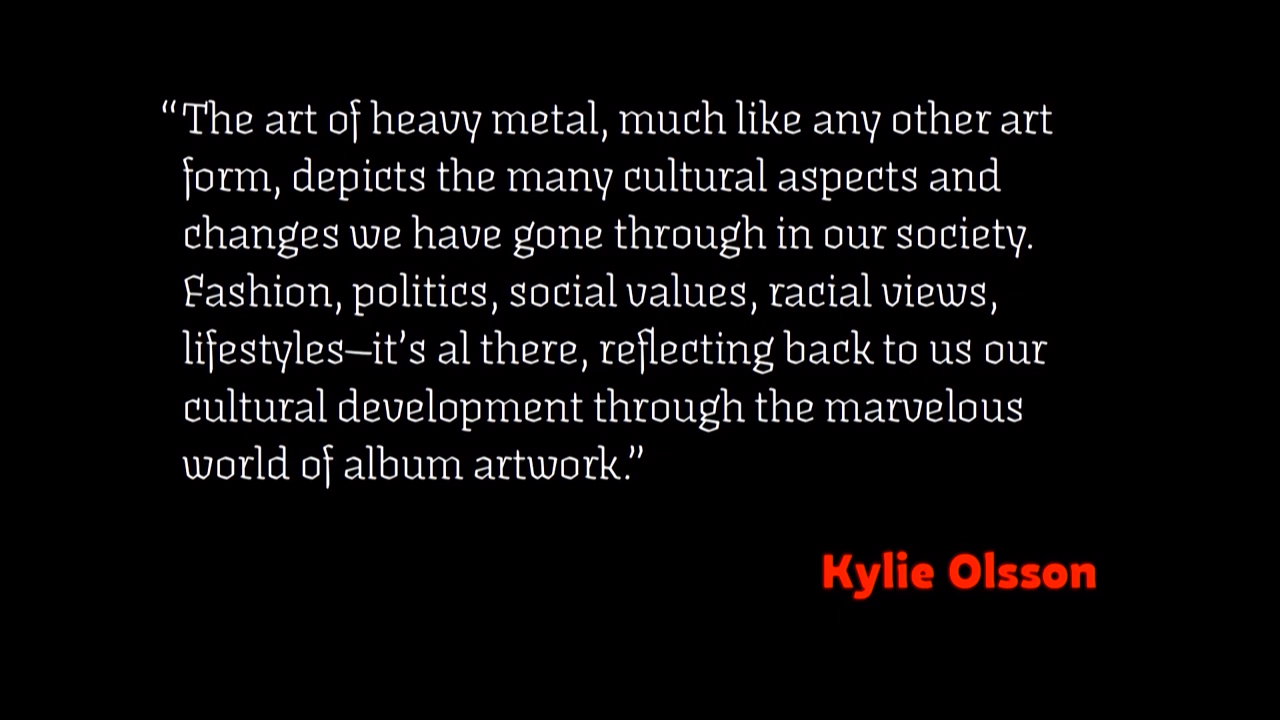 “The art of heavy metal, much like any other art
form, depicts the many cultural aspects and
changes we have gone through in our society.
Fashion, politics, social values, racial views,
lifestyles—it’s al there, reflecting back to us our
cultural development through the marvelous
world of album artwork.”
Kylie Olsson